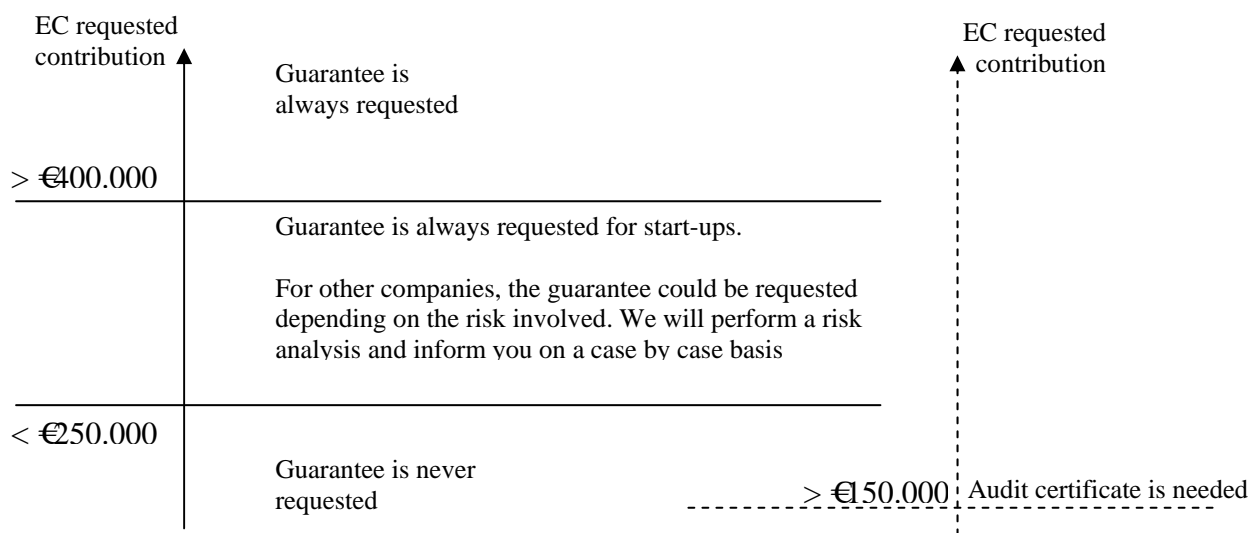 EC requested
contribution
Guarantee is
always requested
> €400.000
Guarantee is always requested for start-ups.
For other companies, the guarantee could be requested
depending on the risk involved. We will perform a risk
analysis and inform you on a case by case basis
< €250.000
Guarantee is never
requested
EC requested
contribution
> €150.000
Audit certificate is needed